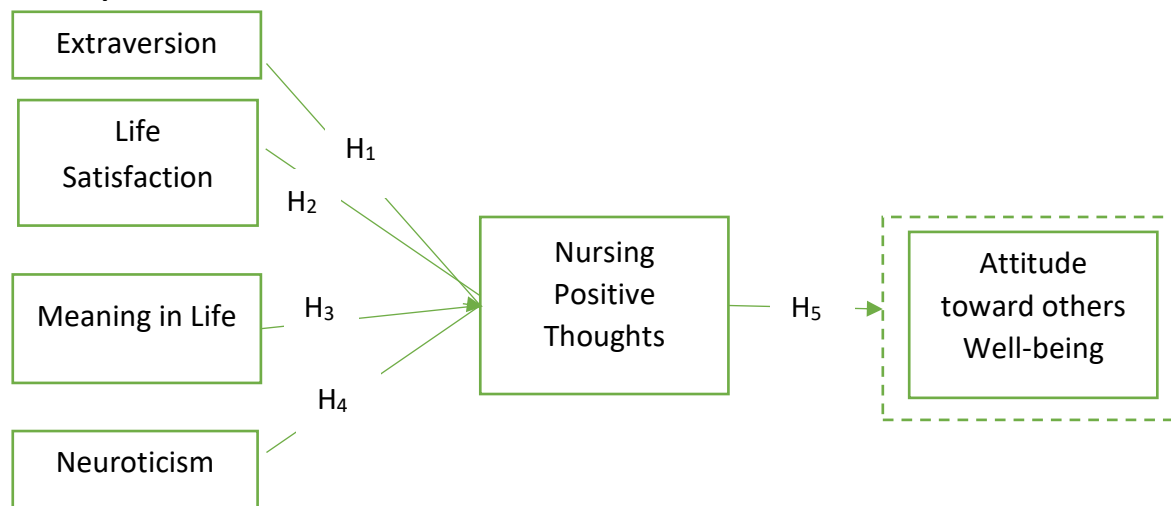 Extraversion
Life
Satisfaction
H₁
H₂
Nursing
Positive
Thoughts
Attitude
toward others
Well-being
Meaning in Life
H₃
H₅
H₄
Neuroticism